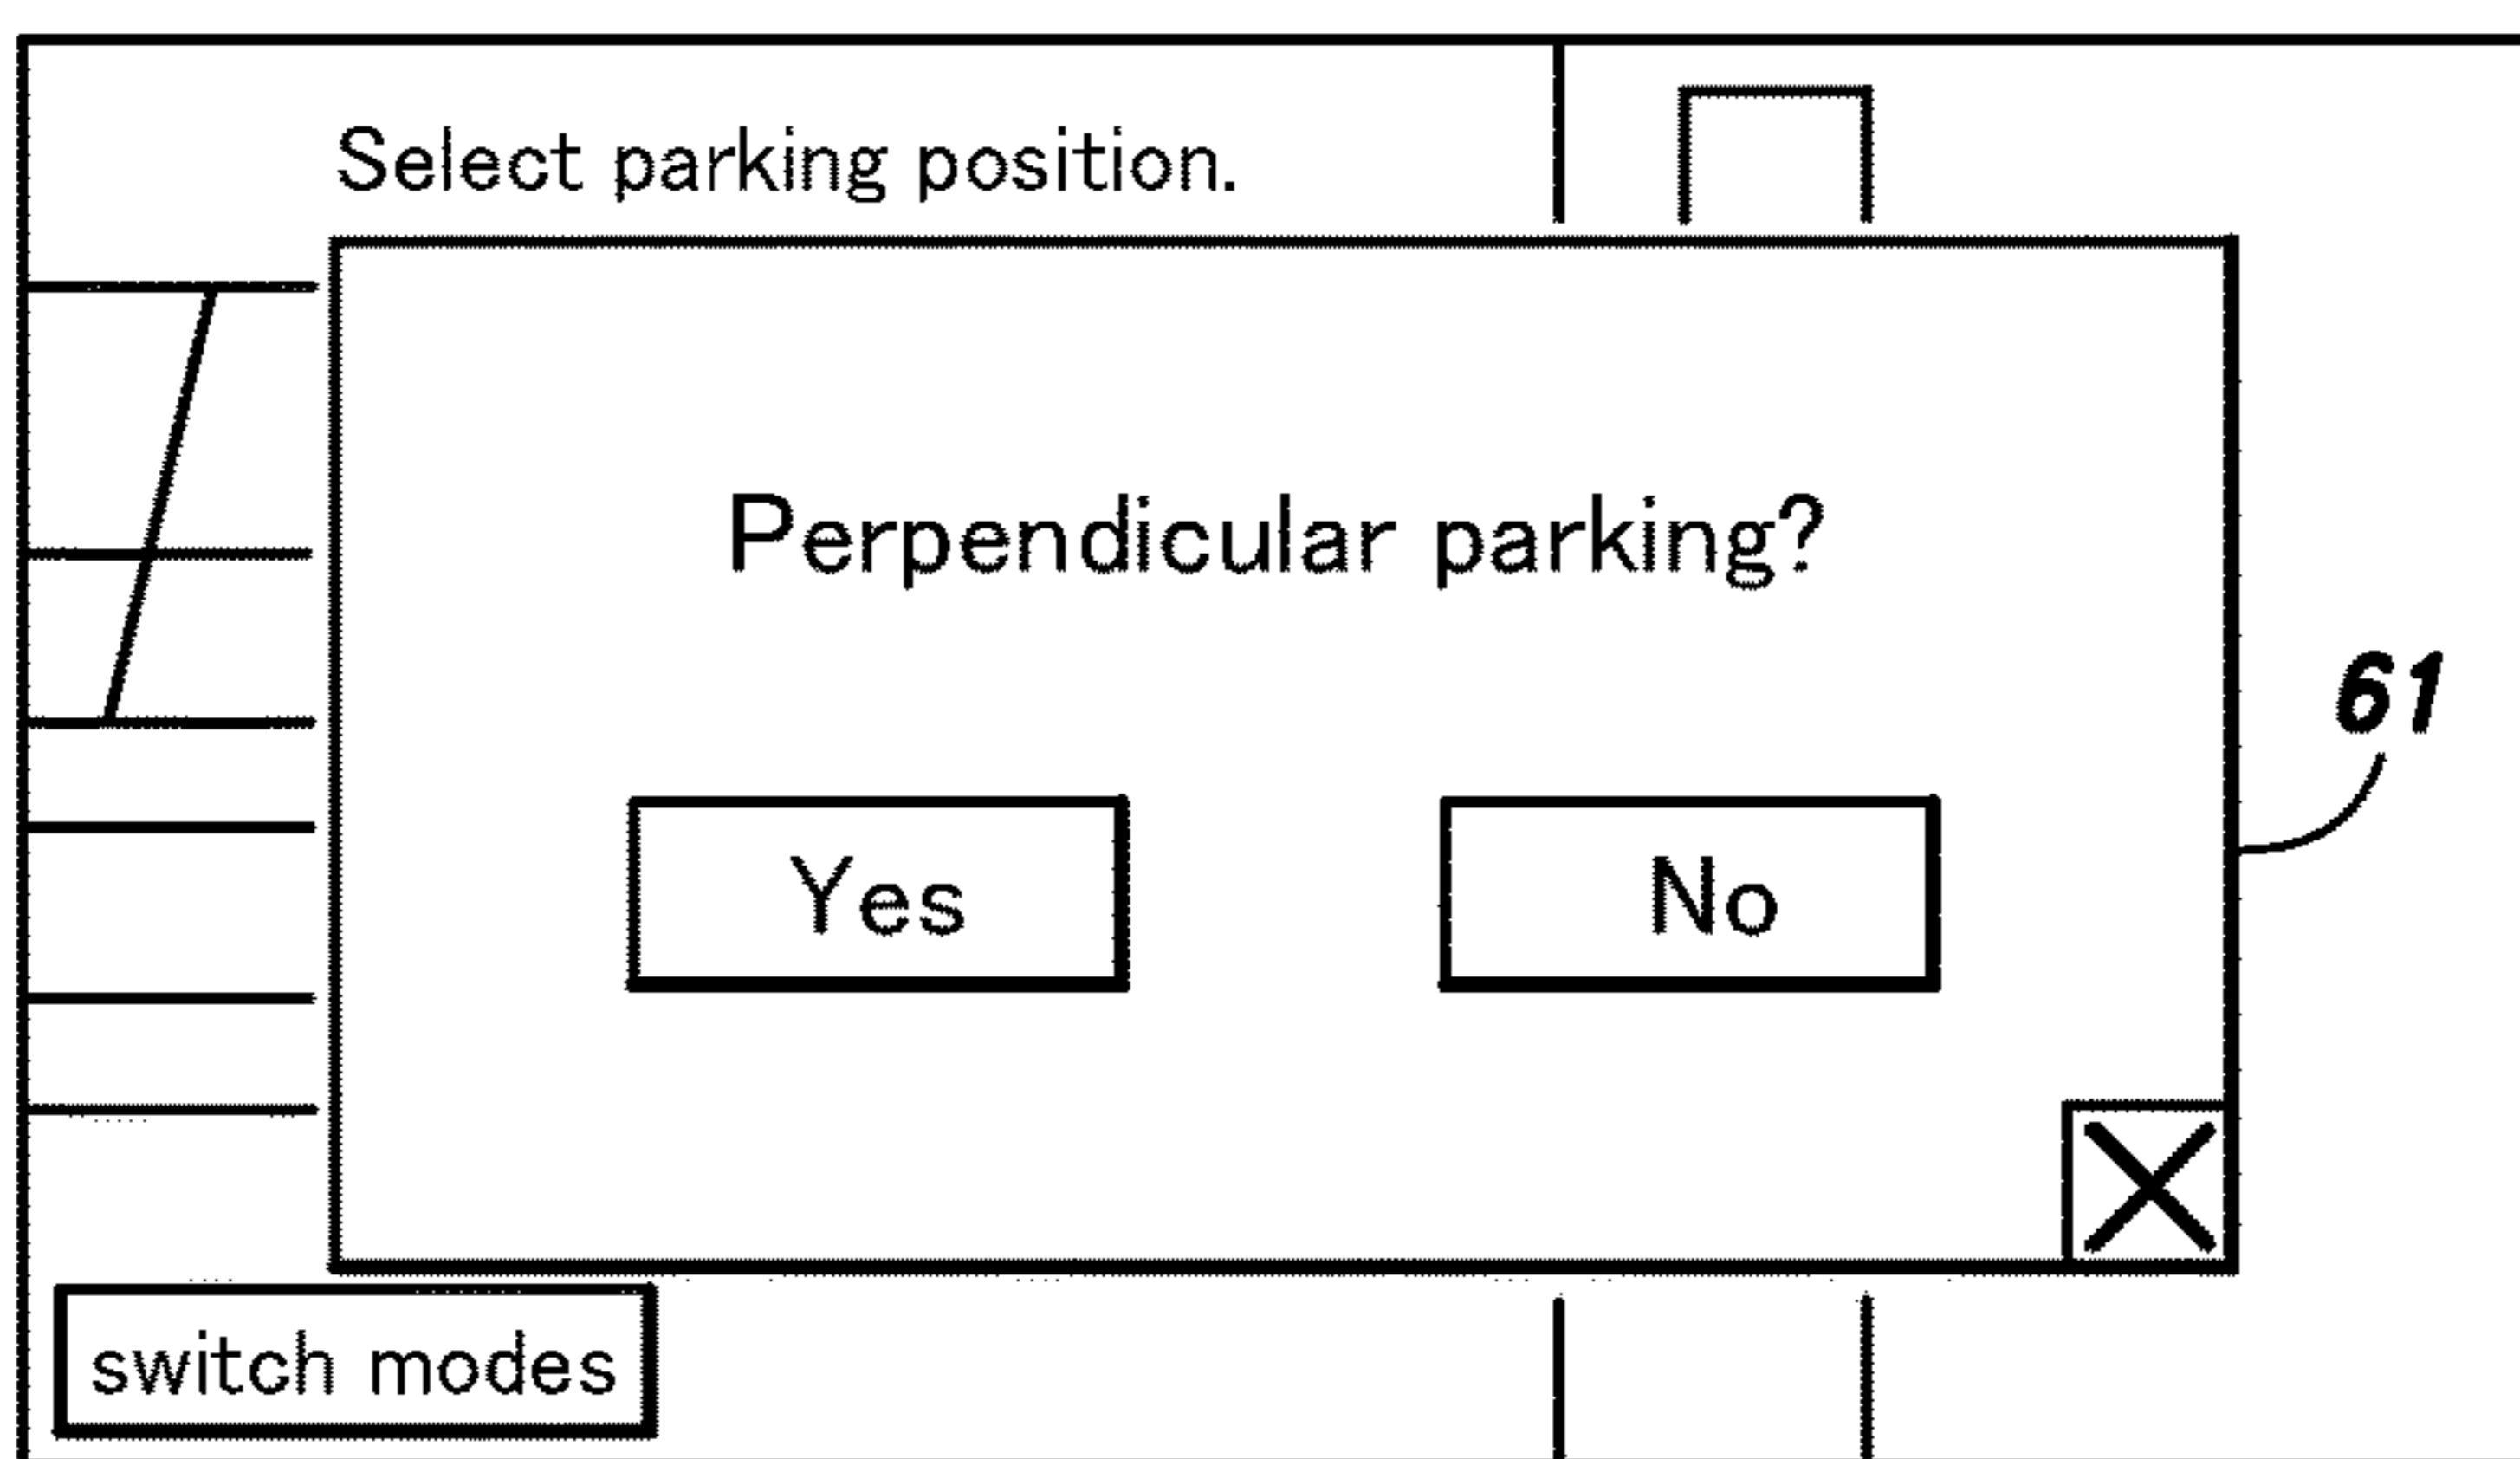 Select parking position.
Perpendicular parking?
61
Yes No
switch modes